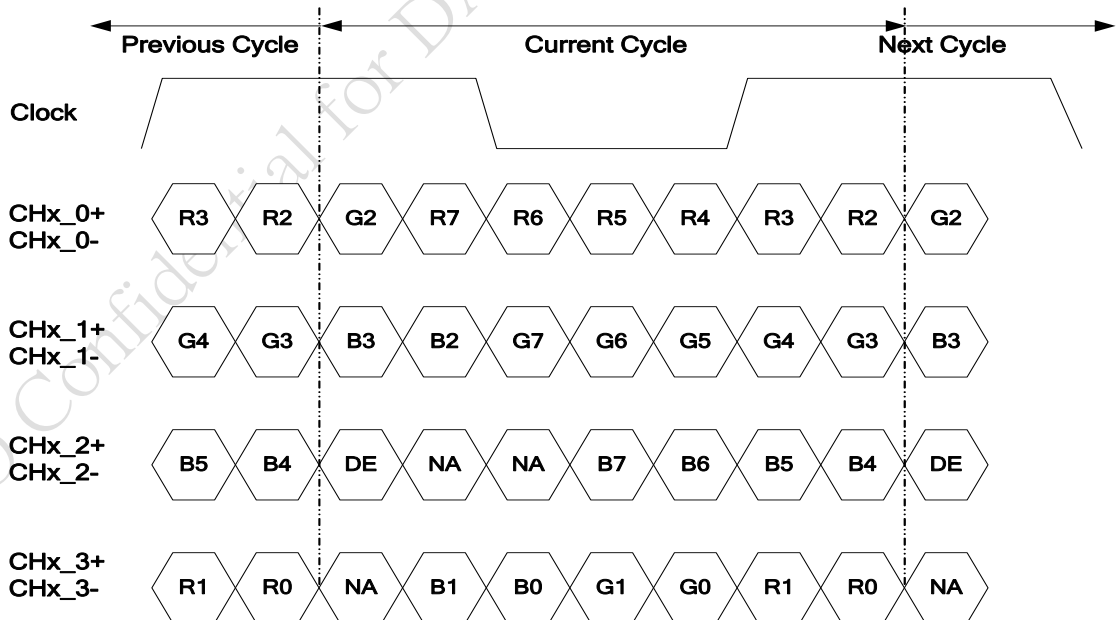 Previous Cycle Current Cycle Next Cycle
Clock
CHx_0+
CHx_0-
R3 R2 G2 R7 R6 R5 R4 R3 R2 G2
CHx_1+
CHx_1-
G4 G3 B3 B2 G7 G6 G5 G4 G3 B3
CHx_2+
CHx_2-
B5 B4 DE NA NA B7 B6 B5 B4 DE
CHx_3+
CHx_3-
R1 R0 NA B1 B0 G1 G0 R1 R0 NA
Confidential for